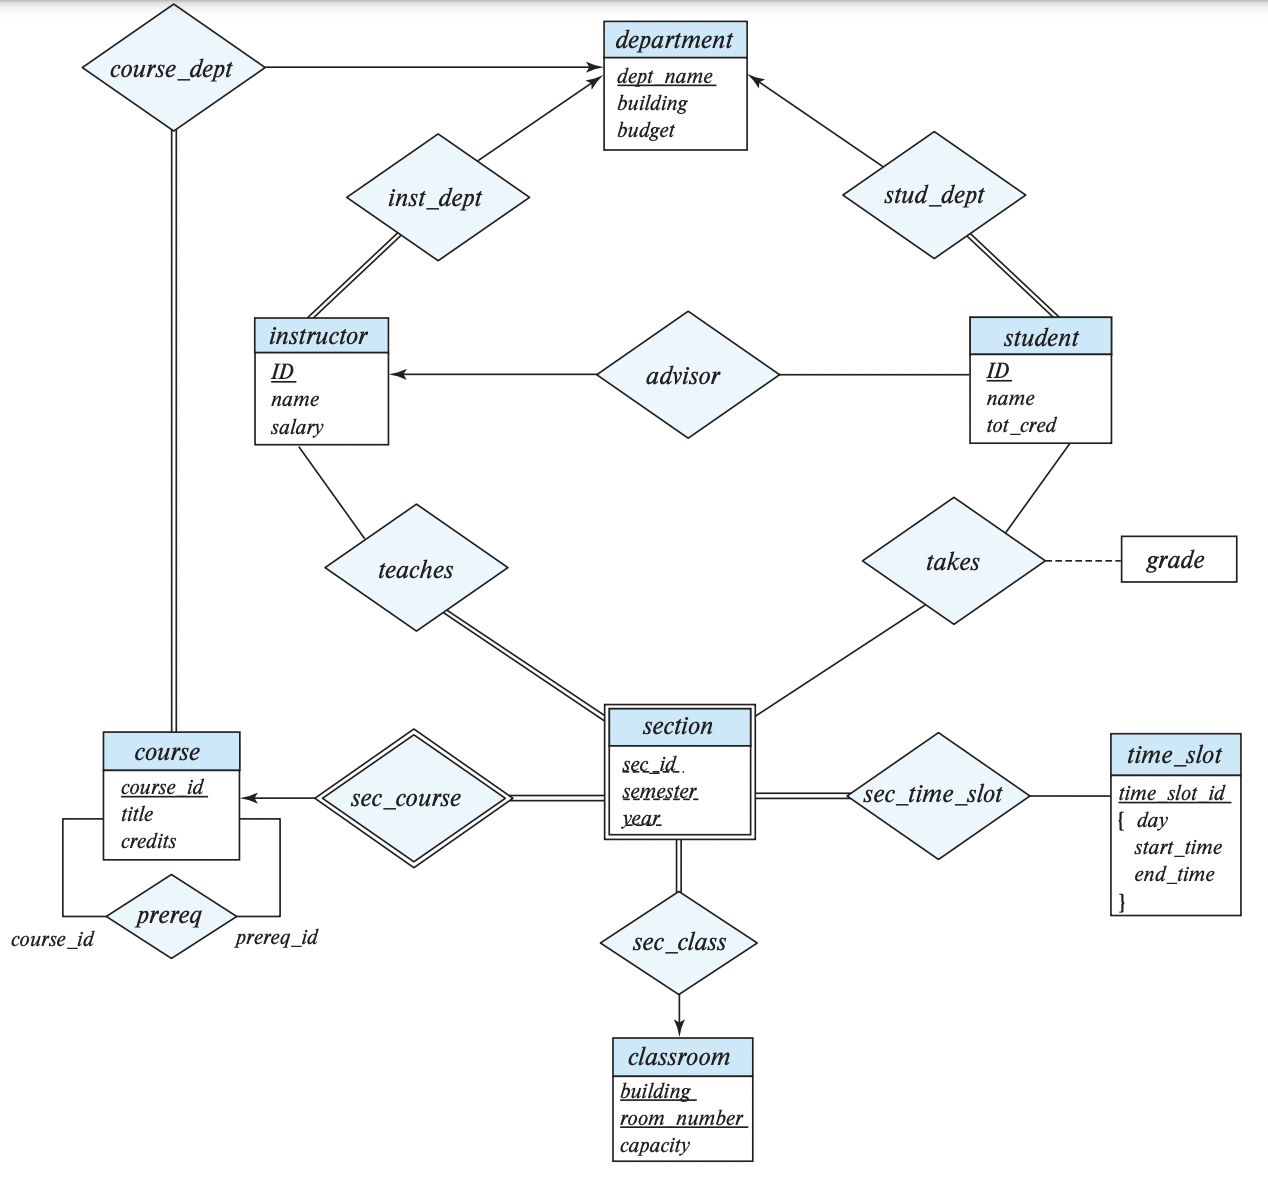 department
course_dept
dept_name
building
budget
inst_dept
stud_dept
instructor
ID
name
salary
advisor
student
ID
name
tot_cred
teaches
takes
grade
section
sec_id
semester
year
course
course_id
title
credits
sec_course
sec_time_slot
time_slot
time_slot_id
{ day
start_time
end_time
}
prereq
course_id
prereq_id
sec_class
classroom
building
room_number
capacity